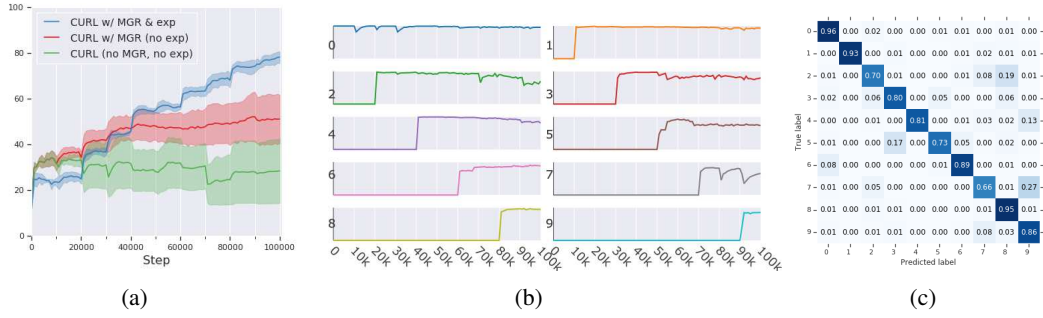 100
80
60
40
20
0
CURL w/ MGR & exp
CURL w/ MGR (no exp)
CURL (no MGR, no exp)
0 20000 40000 60000 80000 100000
Step
(a)
0 1
2 3
4 5
6 7
8 9
0 10k 20k 30k 40k 50k 60k 70k 80k 90k 100k
0 10k 20k 30k 40k 50k 60k 70k 80k 90k 100k
(b)
True label
0 0.96 0.00 0.02 0.00 0.00 0.01 0.01 0.00 0.01 0.00
1 0.00 0.93 0.01 0.00 0.01 0.00 0.00 0.02 0.01 0.01
2 0.01 0.00 0.70 0.01 0.00 0.00 0.01 0.08 0.19 0.01
3 0.02 0.00 0.06 0.80 0.00 0.05 0.00 0.00 0.06 0.01
4 0.00 0.00 0.01 0.00 0.81 0.00 0.01 0.03 0.02 0.13
5 0.01 0.00 0.00 0.17 0.00 0.73 0.05 0.00 0.02 0.01
6 0.08 0.00 0.01 0.00 0.00 0.01 0.89 0.00 0.01 0.00
7 0.01 0.00 0.05 0.00 0.01 0.00 0.00 0.66 0.01 0.27
8 0.01 0.00 0.01 0.01 0.00 0.01 0.00 0.00 0.95 0.01
9 0.01 0.01 0.00 0.01 0.01 0.00 0.00 0.08 0.03 0.86
0 1 2 3 4 5 6 7 8 9
Predicted label
(c)